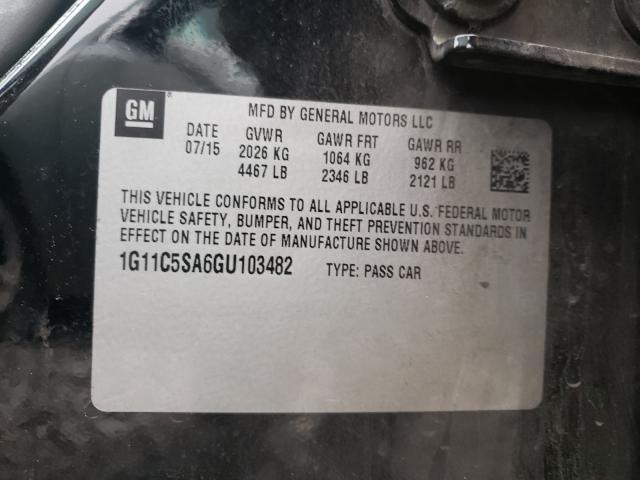 GM®
MFD BY GENERAL MOTORS LLC
DATE GVWR GAWR FRT GAWR RR
07/15 2026 KG 1064 KG 962 KG
4467 LB 2346 LB 2121 LB
THIS VEHICLE CONFORMS TO ALL APPLICABLE U.S. FEDERAL MOTOR
VEHICLE SAFETY, BUMPER, AND THEFT PREVENTION STANDARDS IN
EFFECT ON THE DATE OF MANUFACTURE SHOWN ABOVE.
1G11C5SA6GU103482 TYPE: PASS CAR